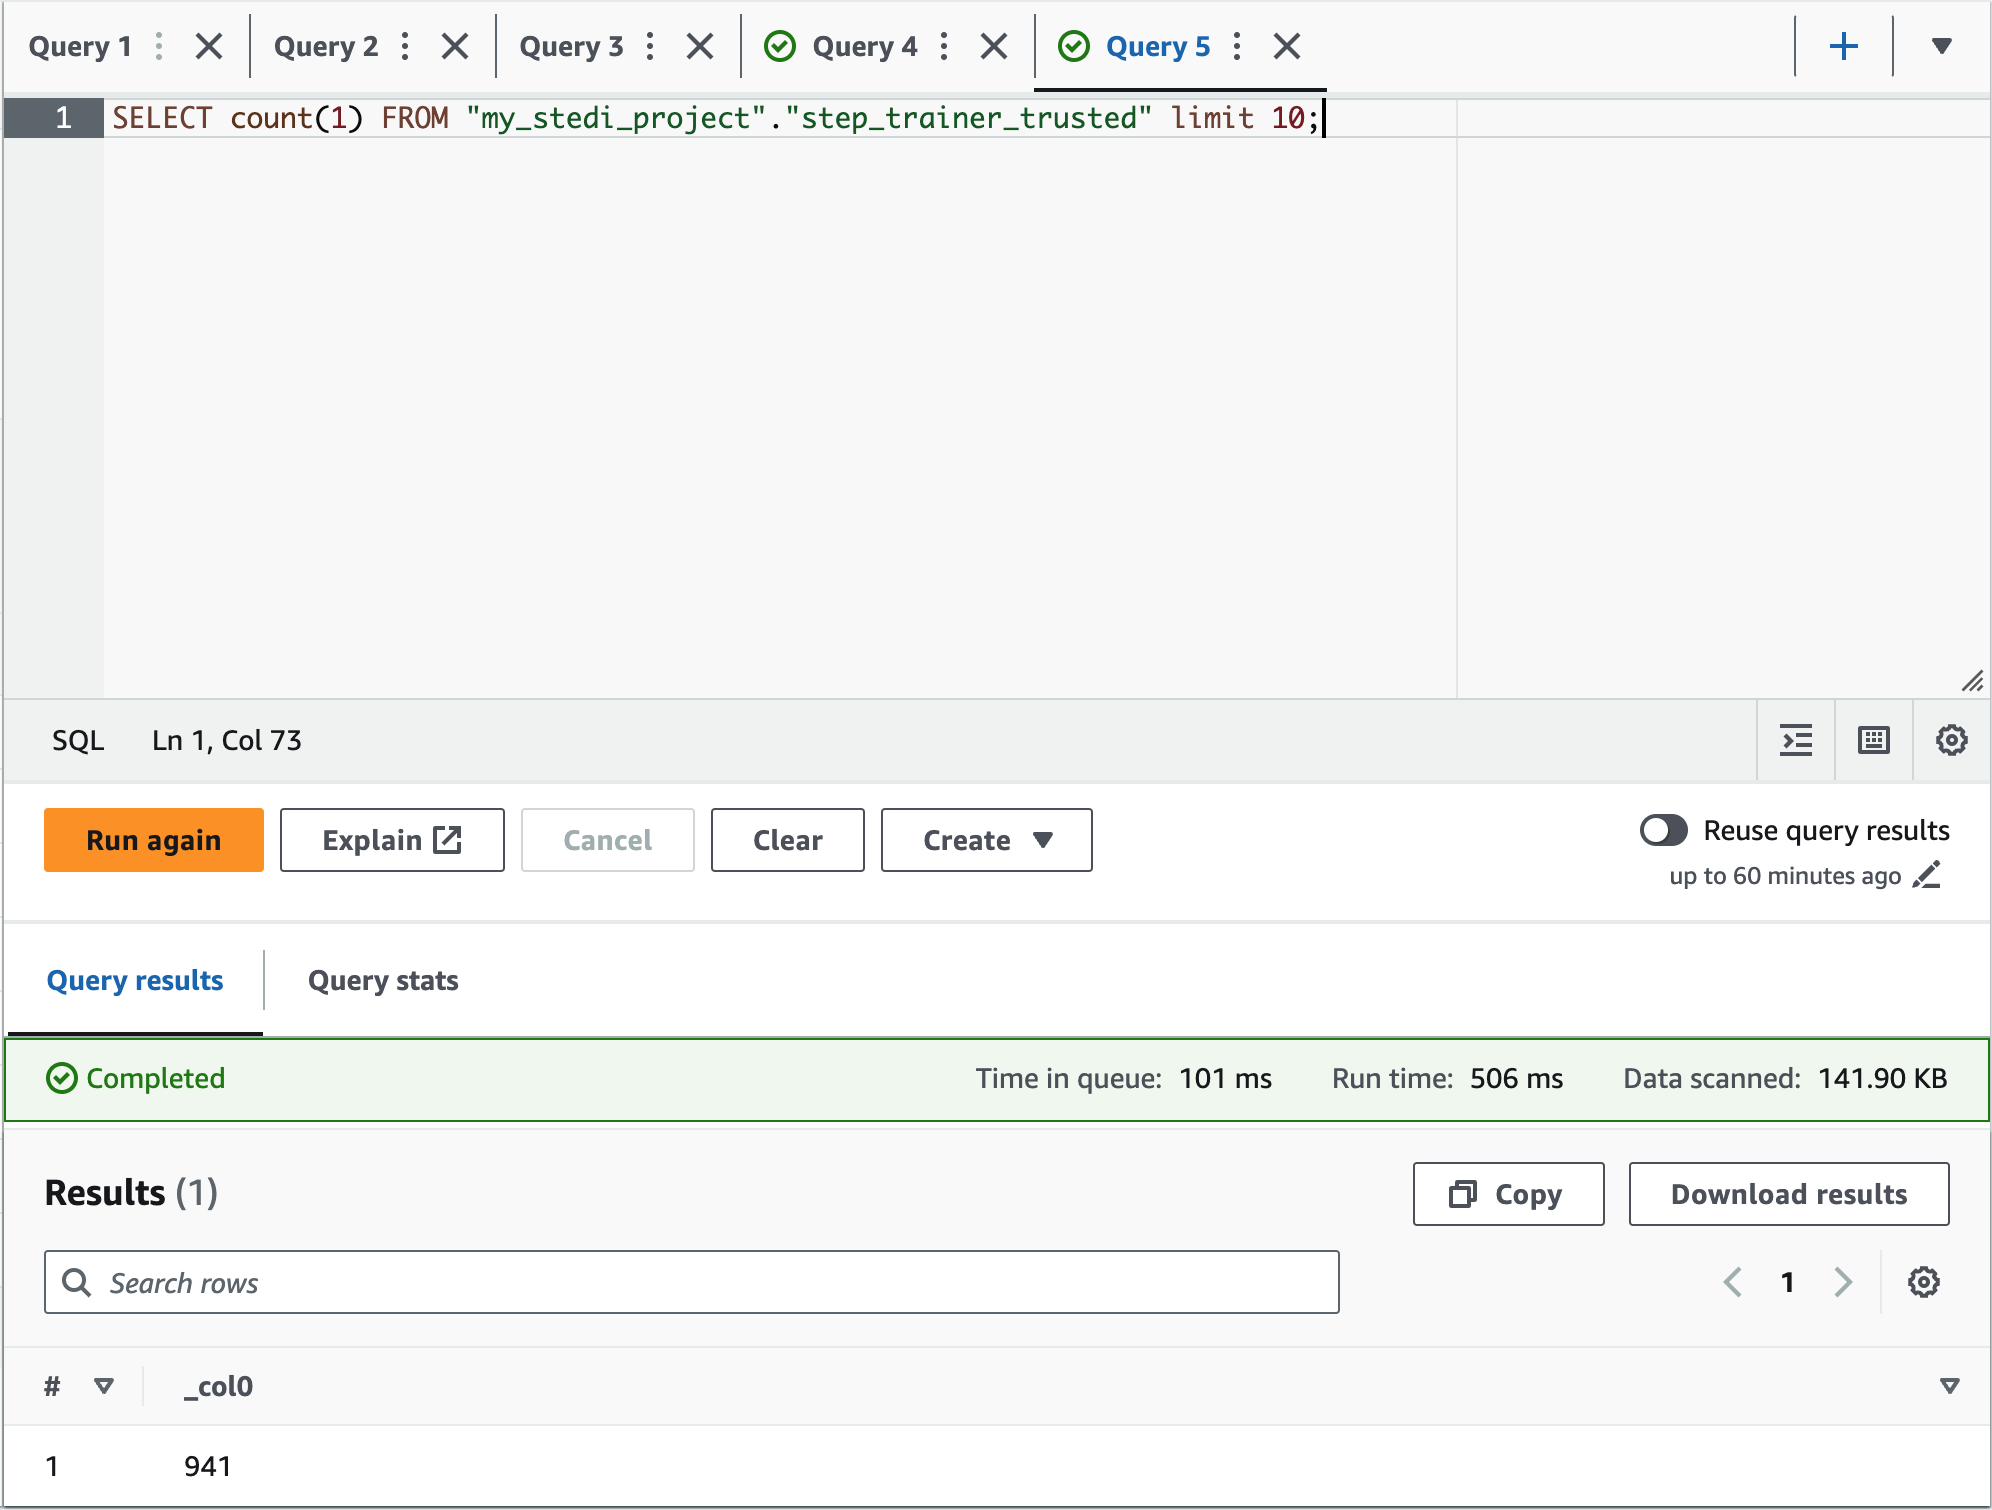 Query 1 Query 2 Query 3 Query 4 Query 5
1 SELECT count(1) FROM "my_stedi_project"."step_trainer_trusted" limit 10;
SQL Ln 1, Col 73
Run again Explain Cancel Clear Create Reuse query results
up to 60 minutes ago
Query results Query stats
Completed Time in queue: 101 ms Run time: 506 ms Data scanned: 141.90 KB
Results (1) Copy Download results
Search rows 1
# _col0
1 941